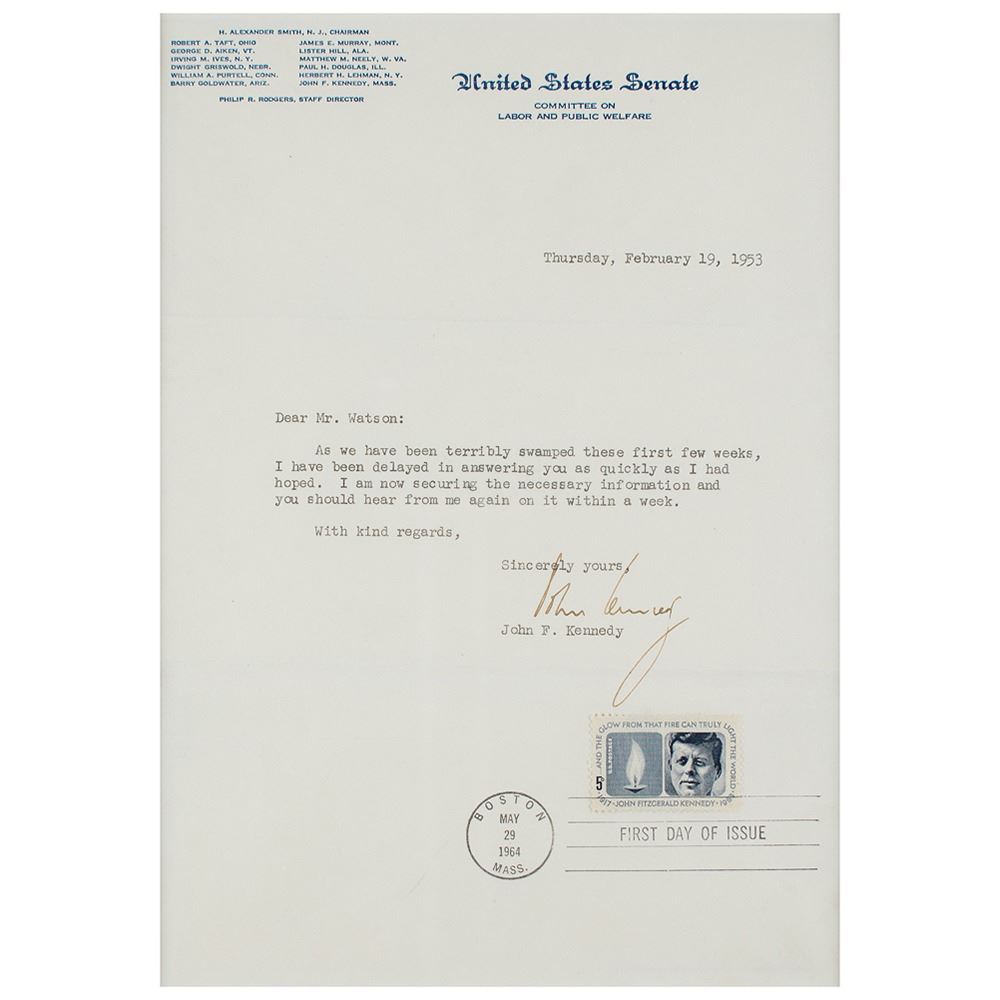 H. ALEXANDER SMITH, N. J., CHAIRMAN
ROBERT A. TAFT, OHIO
GEORGE D. AIKEN, VT.
IRVING M. IVES, N. Y.
DWIGHT GRISWOLD, NEBR.
WILLIAM A. PURTELL, CONN.
BARRY GOLDWATER, ARIZ.
JAMES E. MURRAY, MONT.
LISTER HILL, ALA.
MATTHEW M. NEELY, W. VA.
PAUL H. DOUGLAS, ILL.
HERBERT H. LEHMAN, N. Y.
JOHN F. KENNEDY, MASS.
PHILIP R. RODGERS, STAFF DIRECTOR
United States Senate
COMMITTEE ON
LABOR AND PUBLIC WELFARE
Thursday, February 19, 1953
Dear Mr. Watson:
As we have been terribly swamped these first few weeks,
I have been delayed in answering you as quickly as I had
hoped. I am now securing the necessary information and
you should hear from me again on it within a week.
With kind regards,
Sincerely yours,
John Kennedy
John F. Kennedy
AND THE GLOW FROM THAT FIRE CAN TRULY LIGHT THE WORLD
U.S. POSTAGE
5¢
1917·JOHN FITZGERALD KENNEDY·
BOSTON
MAY
29
1964
MASS.
FIRST DAY OF ISSUE